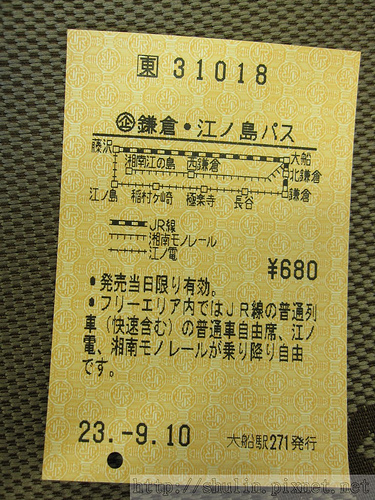 東 31018
企 鎌倉・江ノ島パス
藤沢 大船
湘南江の島 西鎌倉 北鎌倉
江ノ島 稲村ヶ崎 極楽寺 長谷 鎌倉
JR線
湘南モノレール
江ノ電
¥680
・発売当日限り有効。
・フリーエリア内ではJR線の普通列
車(快速含む)の普通車自由席、江ノ
電、湘南モノレールが乗り降り自由
です。
23.-9.10 大船駅271発行
http://shulin.pixnet.net